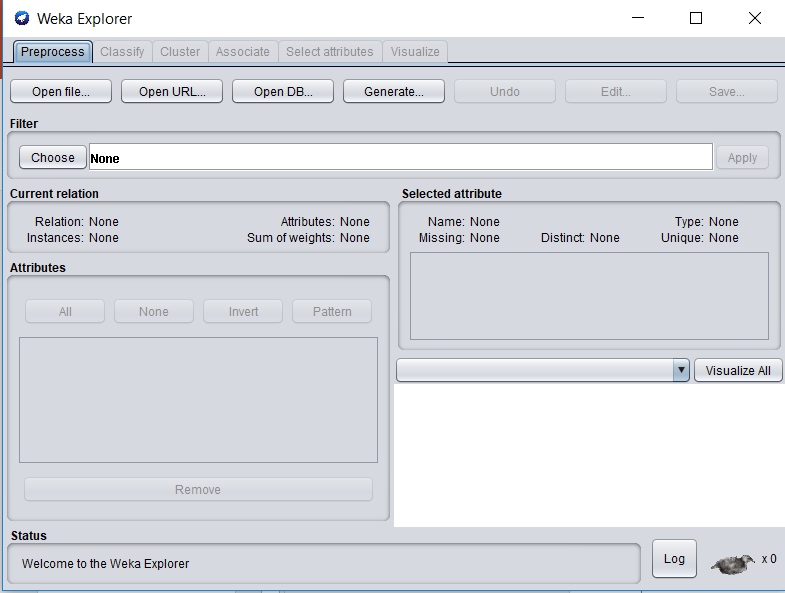 Weka Explorer
Preprocess Classify Cluster Associate Select attributes Visualize
Open file... Open URL... Open DB... Generate... Undo Edit... Save...
Filter
Choose None Apply
Current relation
Relation: None Attributes: None
Instances: None Sum of weights: None
Selected attribute
Name: None Type: None
Missing: None Distinct: None Unique: None
Attributes
All None Invert Pattern
Remove
Visualize All
Status
Welcome to the Weka Explorer
Log x 0